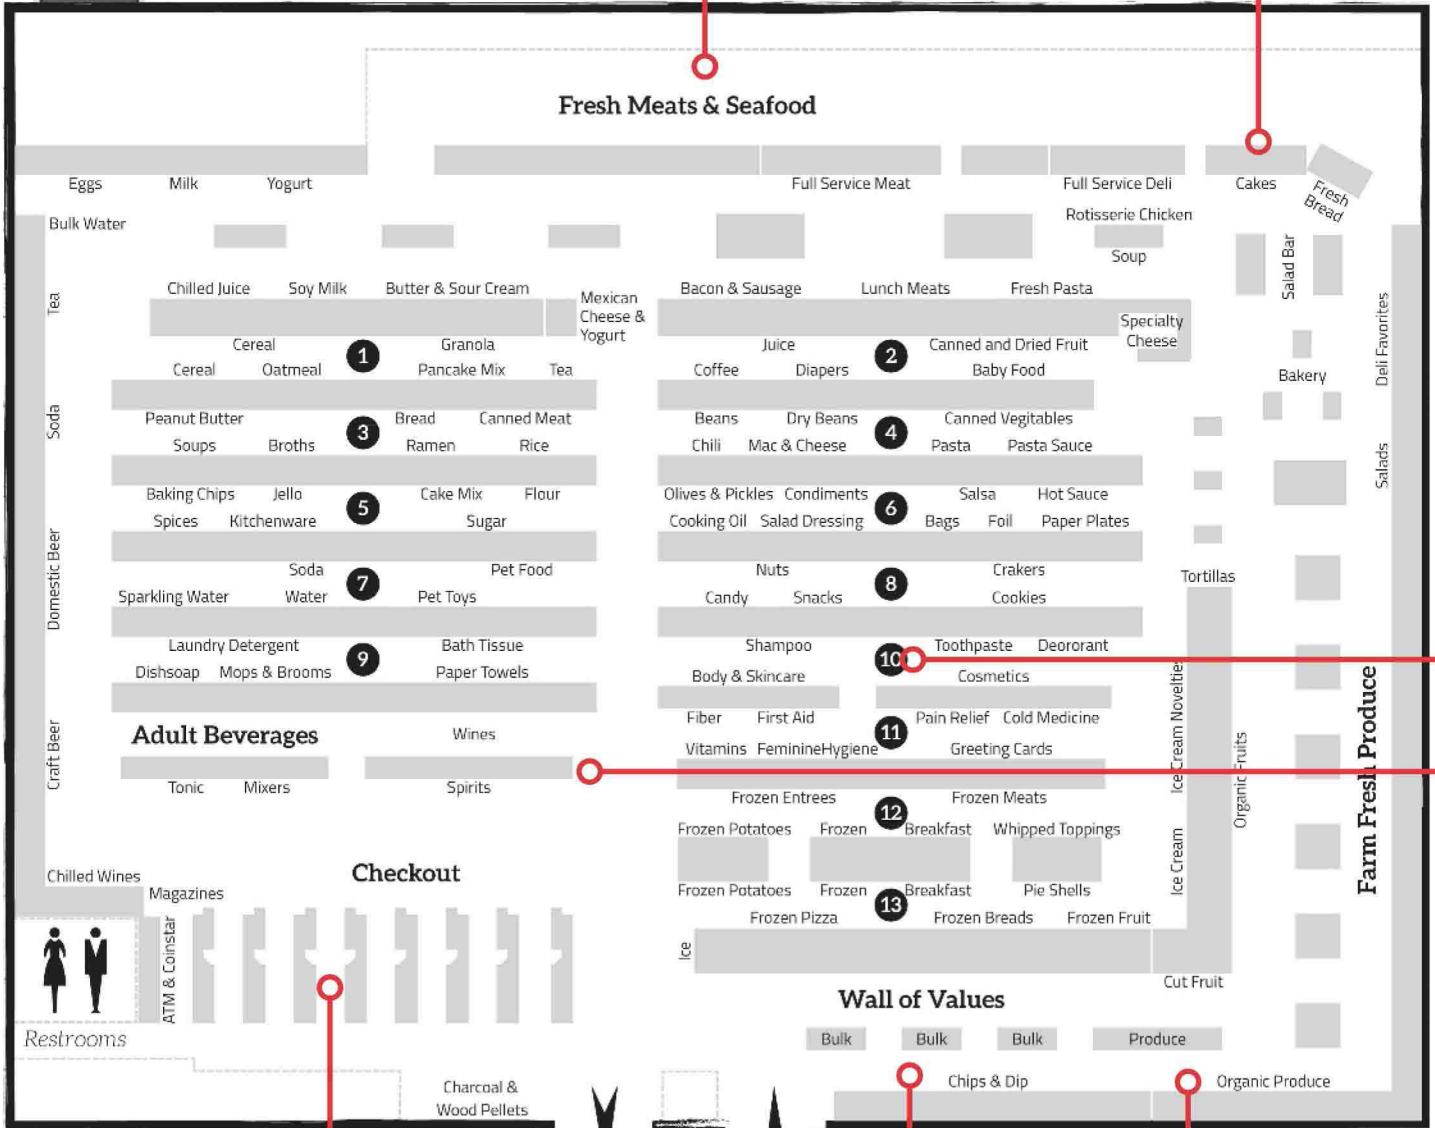 Fresh Meats & Seafood
Eggs Milk Yogurt
Full Service Meat
Full Service Deli
Cakes
Fresh
Bread
Bulk Water
Rotisserie Chicken
Soup
Salad Bar
Tea
Chilled Juice Soy Milk Butter & Sour Cream
Mexican
Cheese &
Yogurt
Bacon & Sausage Lunch Meats Fresh Pasta
Specialty
Cheese
Deli Favorites
Cereal 1 Granola
Juice 2 Canned and Dried Fruit
Cereal Oatmeal Pancake Mix Tea
Coffee Diapers Baby Food
Bakery
Soda
Peanut Butter 3 Bread Canned Meat
Beans Dry Beans 4 Canned Vegitables
Soups Broths Ramen Rice
Chili Mac & Cheese Pasta Pasta Sauce
Salads
Baking Chips Jello 5 Cake Mix Flour
Olives & Pickles Condiments 6 Salsa Hot Sauce
Spices Kitchenware Sugar
Cooking Oil Salad Dressing Bags Foil Paper Plates
Domestic Beer
Soda 7 Pet Food
Nuts 8 Crakers
Tortillas
Sparkling Water Water Pet Toys
Candy Snacks Cookies
Laundry Detergent 9 Bath Tissue
Shampoo 10 Toothpaste Deororant
Dishsoap Mops & Brooms Paper Towels
Body & Skincare Cosmetics
Ice Cream Novelties
Farm Fresh Produce
Fiber First Aid 11 Pain Relief Cold Medicine
Craft Beer
Adult Beverages
Wines
Vitamins FeminineHygiene Greeting Cards
Organic Fruits
Tonic Mixers Spirits
Frozen Entrees 12 Frozen Meats
Frozen Potatoes Frozen Breakfast Whipped Toppings
Ice Cream
Checkout
Chilled Wines
Magazines
Frozen Potatoes Frozen 13 Breakfast Pie Shells
Frozen Pizza Frozen Breads Frozen Fruit
ATM & Coinstar
Ice
Cut Fruit
Restrooms
Wall of Values
Bulk Bulk Bulk Produce
Charcoal &
Wood Pellets
Chips & Dip
Organic Produce